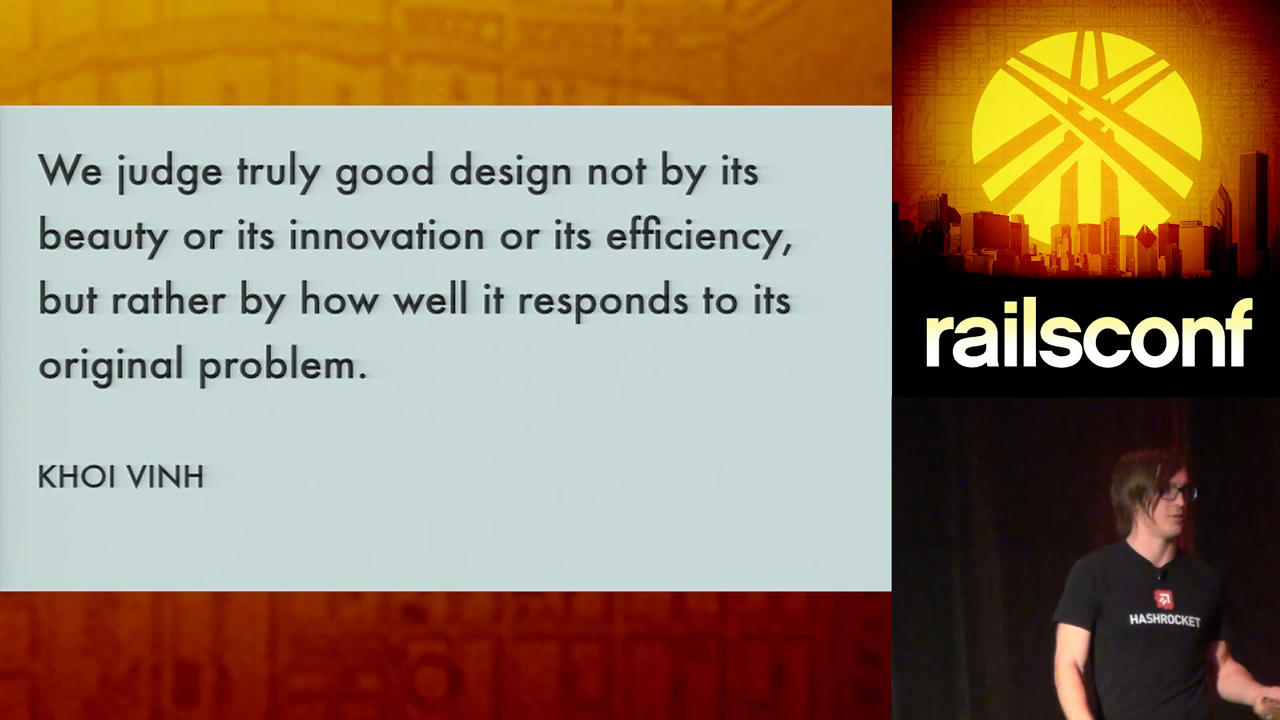 We judge truly good design not by its
beauty or its innovation or its efficiency,
but rather by how well it responds to its
original problem.
KHOI VINH
railsconf
HASHROCKET